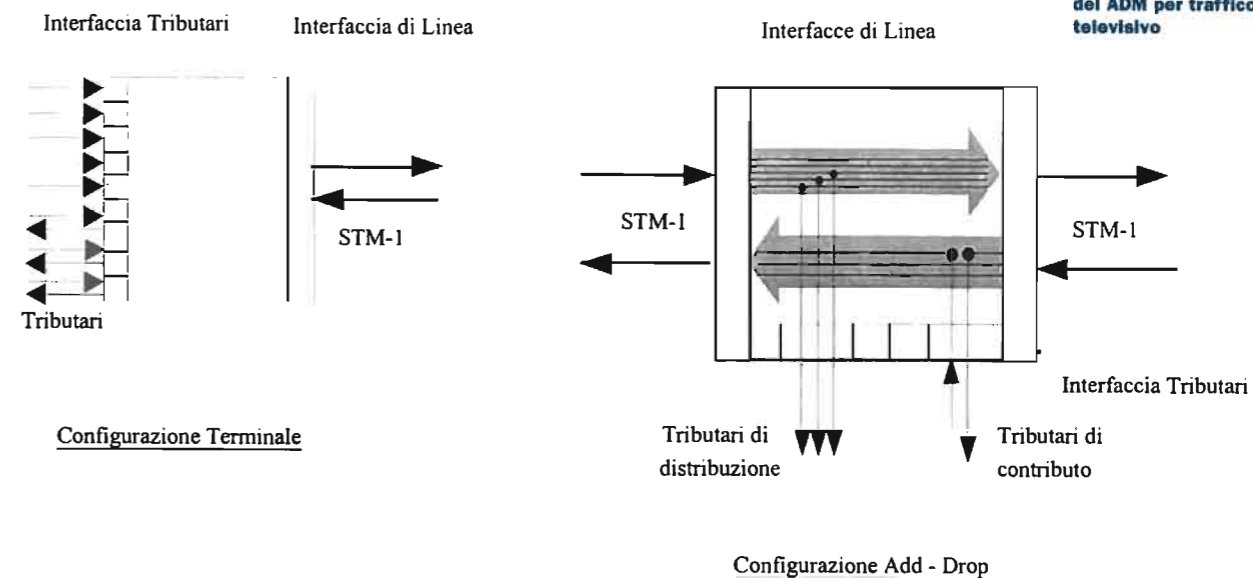 del ADM per traffico
televisivo
Interfaccia Tributari
Interfaccia di Linea
Interfacce di Linea
STM-1
STM-1
STM-1
Tributari
Interfaccia Tributari
Configurazione Terminale
Tributari di
distribuzione
Tributari di
contributo
Configurazione Add - Drop